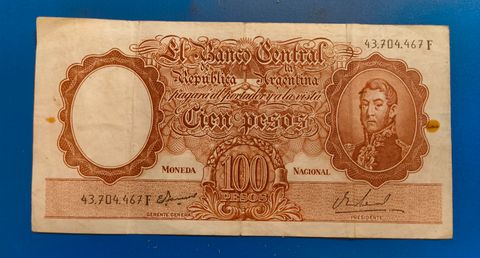 43.704.467 F
El Banco Central
de la
República Argentina
pagará al portador y a la vista
Cien pesos
MONEDA 100 NACIONAL
PESOS
43.704.467 F
GERENTE GENERAL PRESIDENTE